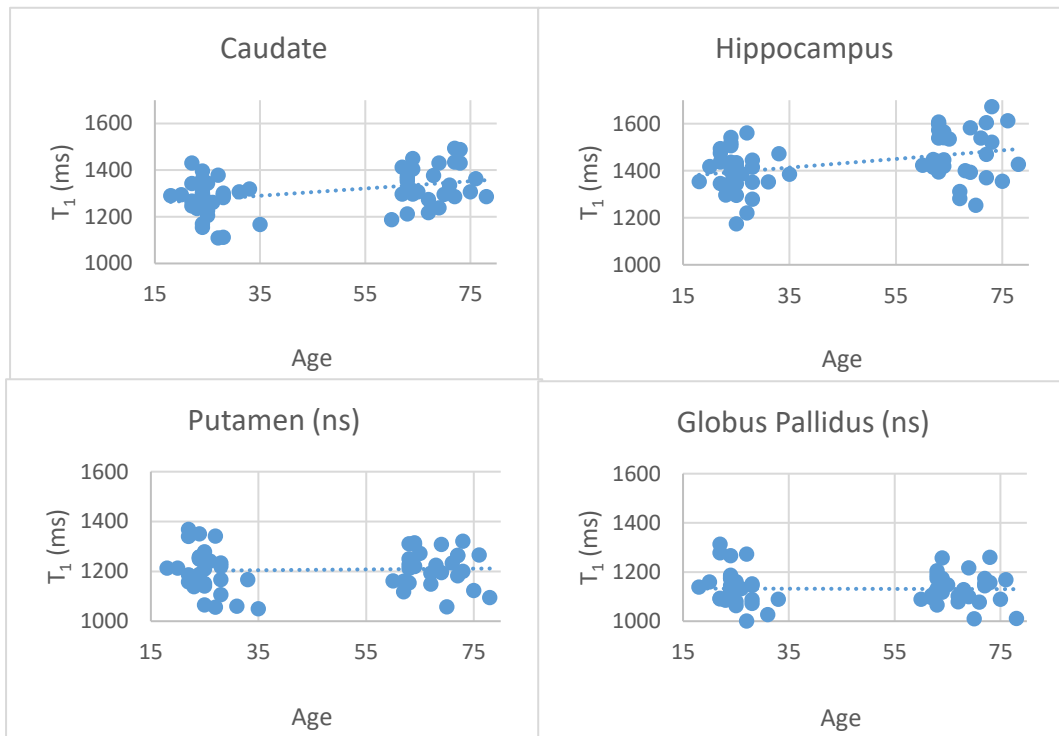 Caudate
1600
1400
1200
1000
T₁ (ms)
15 35 55 75
Age
Hippocampus
1600
1400
1200
1000
T₁ (ms)
15 35 55 75
Age
Putamen (ns)
1600
1400
1200
1000
T₁ (ms)
15 35 55 75
Age
Globus Pallidus (ns)
1600
1400
1200
1000
T₁ (ms)
15 35 55 75
Age